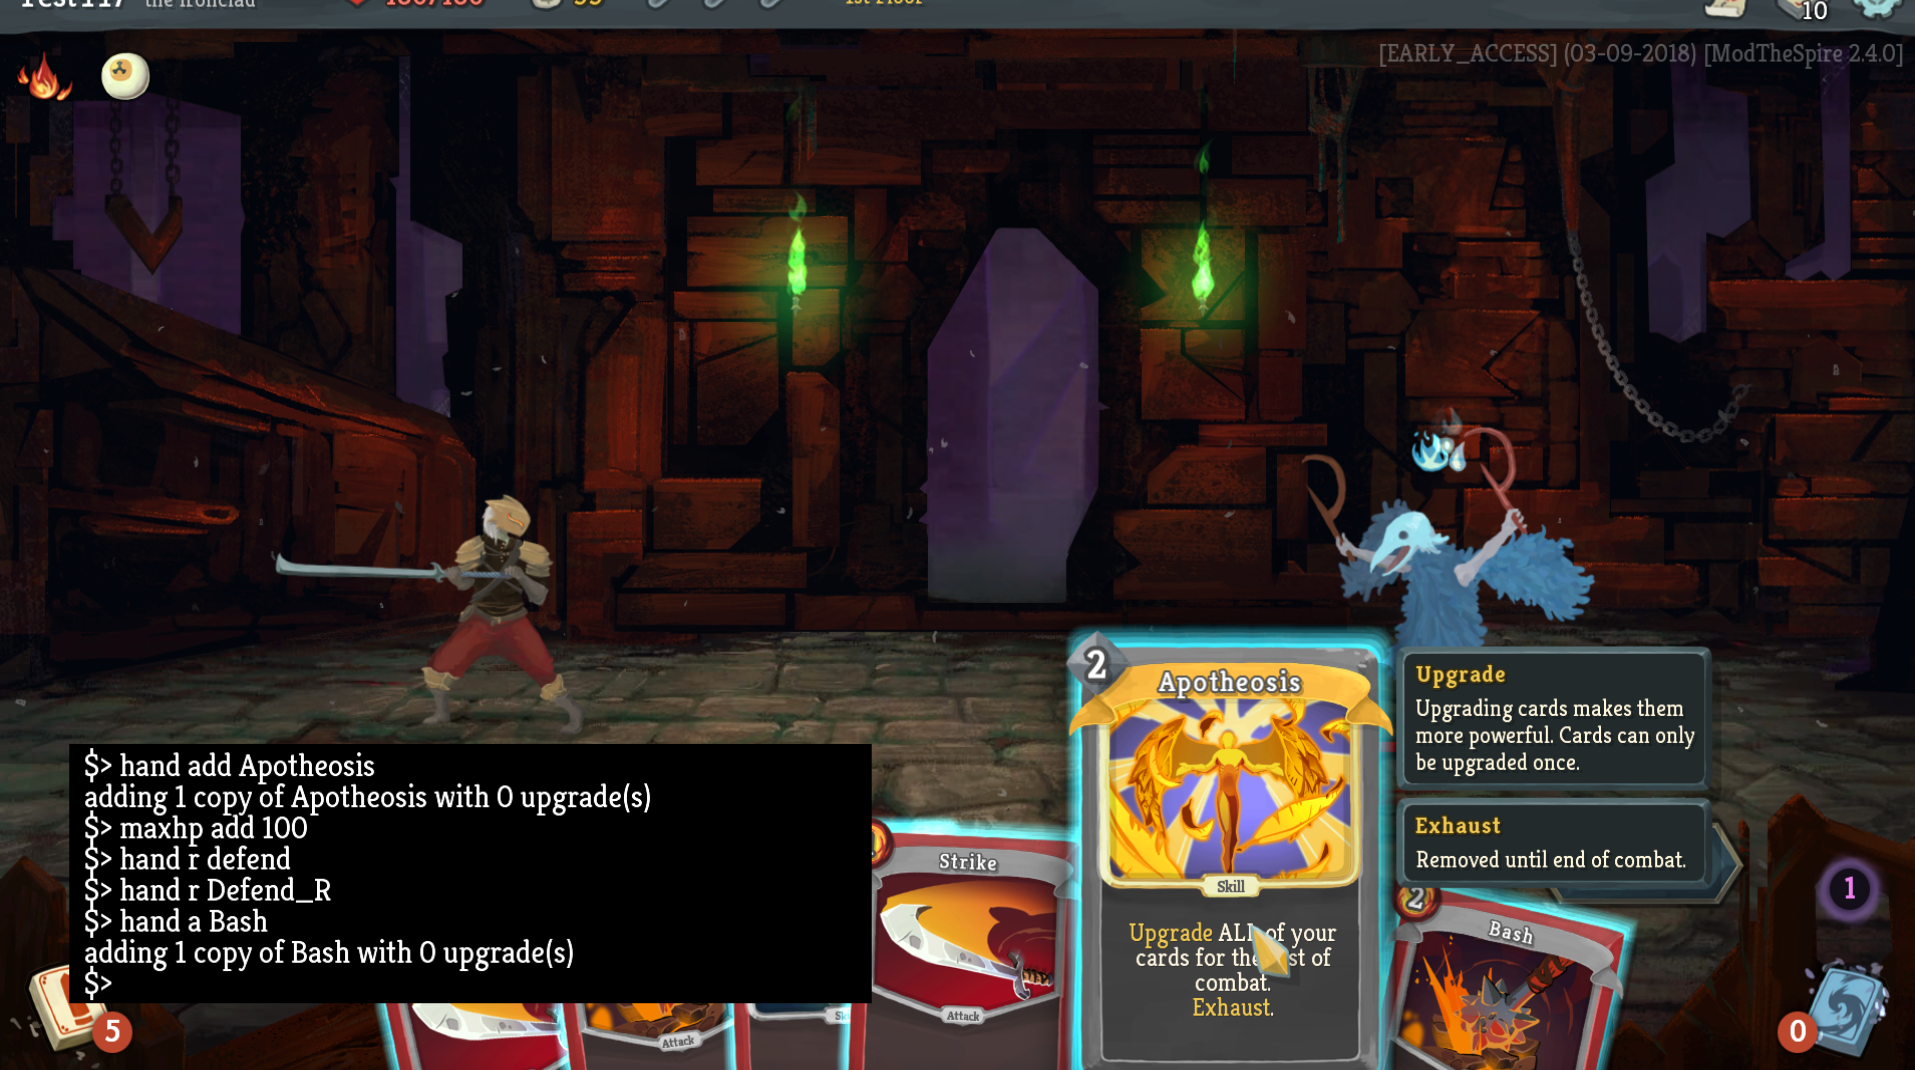 Test117 the Ironclad
180/180
99
1st Floor
10
[EARLY_ACCESS] (03-09-2018) [ModTheSpire 2.4.0]
$> hand add Apotheosis
adding 1 copy of Apotheosis with 0 upgrade(s)
$> maxhp add 100
$> hand r defend
$> hand r Defend_R
$> hand a Bash
adding 1 copy of Bash with 0 upgrade(s)
$>
5
Attack
Strike
Attack
2
Apotheosis
Skill
Upgrade ALL of your
cards for the rest of
combat.
Exhaust.
Upgrade
Upgrading cards makes them
more powerful. Cards can only
be upgraded once.
Exhaust
Removed until end of combat.
2
Bash
1
0